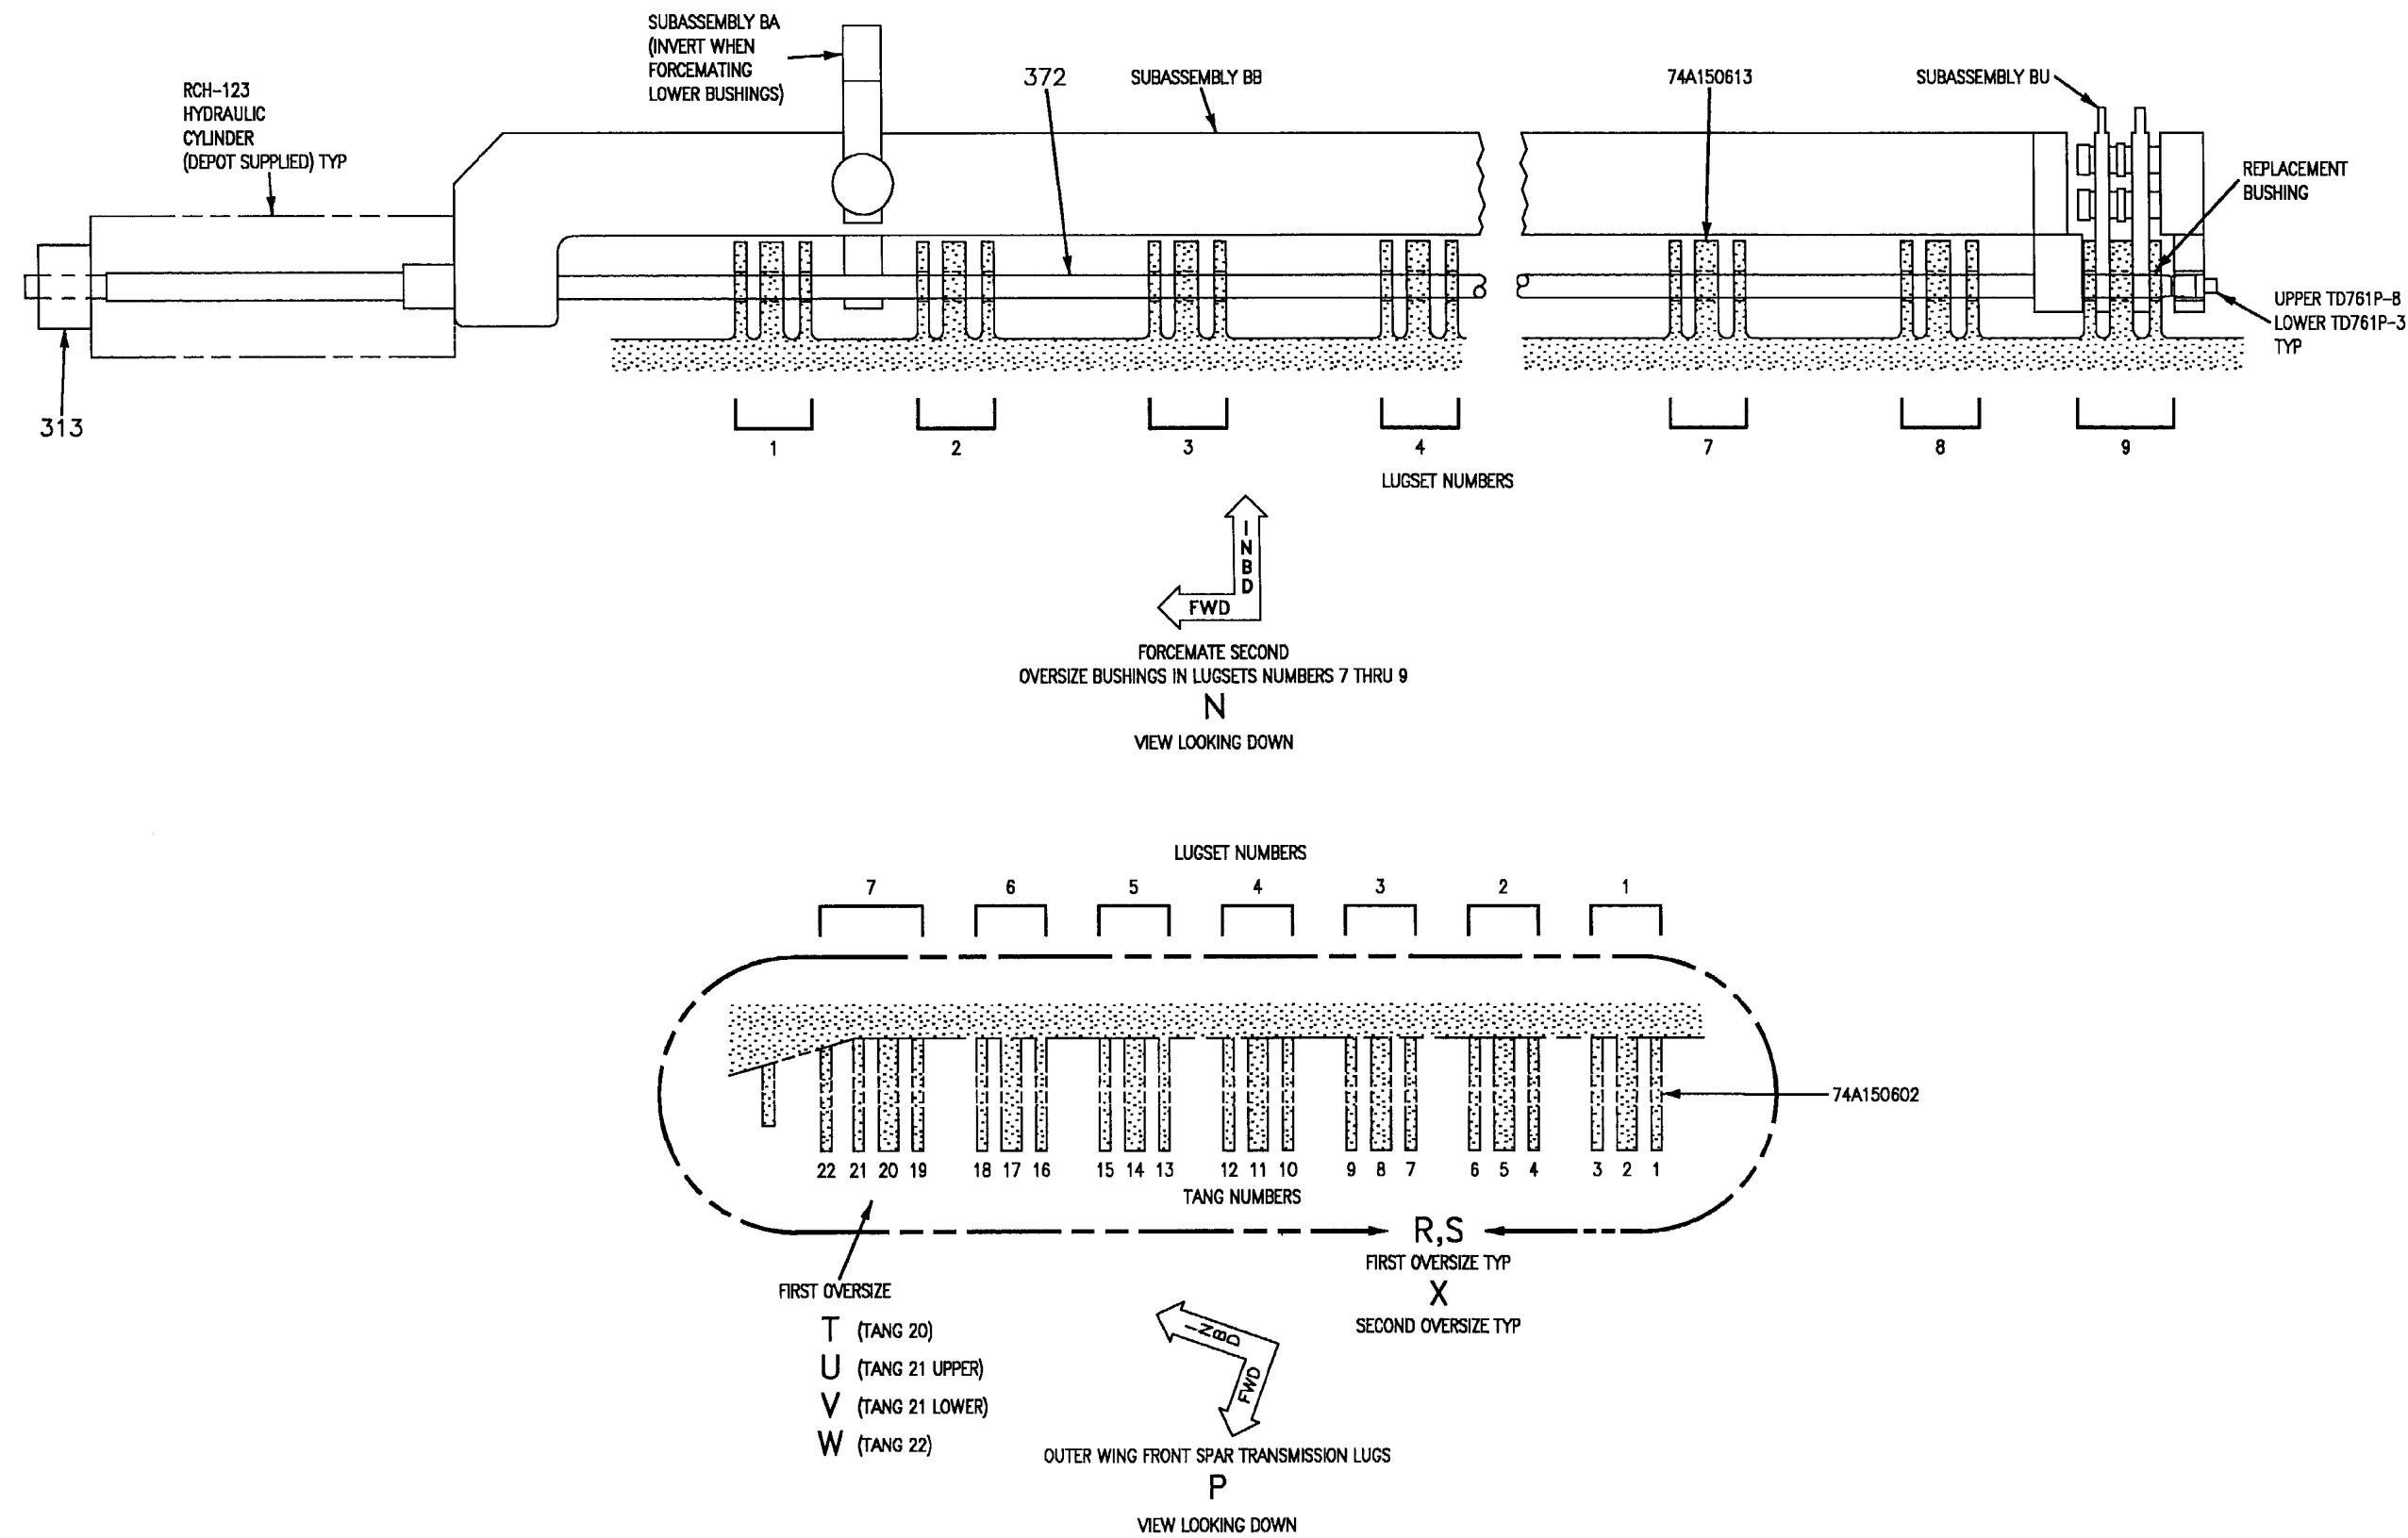 SUBASSEMBLY BA
(INVERT WHEN
FORCEMATING
LOWER BUSHINGS)
RCH-123
HYDRAULIC
CYLINDER
(DEPOT SUPPLIED) TYP
372
SUBASSEMBLY BB
74A150613
SUBASSEMBLY BU
REPLACEMENT
BUSHING
UPPER TD761P-8
LOWER TD761P-3
TYP
313
1 2 3 4 7 8 9
LUGSET NUMBERS
INBD
FWD
FORCEMATE SECOND
OVERSIZE BUSHINGS IN LUGSETS NUMBERS 7 THRU 9
N
VIEW LOOKING DOWN
LUGSET NUMBERS
7 6 5 4 3 2 1
74A150602
22 21 20 19 18 17 16 15 14 13 12 11 10 9 8 7 6 5 4 3 2 1
TANG NUMBERS
R,S
FIRST OVERSIZE TYP
X
SECOND OVERSIZE TYP
FIRST OVERSIZE
T (TANG 20)
U (TANG 21 UPPER)
V (TANG 21 LOWER)
W (TANG 22)
INBD
FWD
OUTER WING FRONT SPAR TRANSMISSION LUGS
P
VIEW LOOKING DOWN